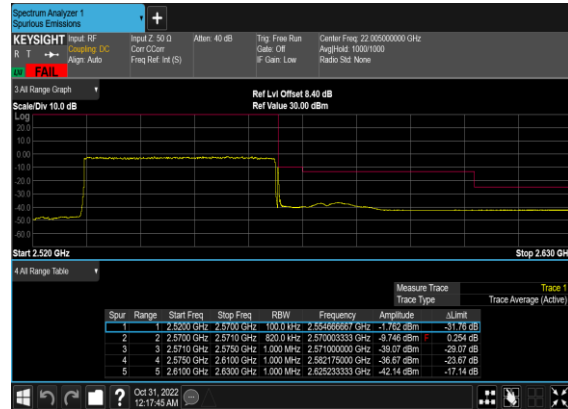 Spectrum Analyzer 1
Spurious Emissions
+
KEYSIGHT Input: RF Input Z: 50 Ω Atten: 40 dB Trig: Free Run Center Freq: 22.005000000 GHz
R T Coupling: DC Corr CCorr Gate: Off Avg|Hold: 1000/1000
Align: Auto Freq Ref: Int (S) IF Gain: Low Radio Std: None
LW FAIL
3 All Range Graph
Ref Lvl Offset 8.40 dB
Scale/Div 10.0 dB Ref Value 30.00 dBm
Log
20.0
10.0
0.00
-10.0
-20.0
-30.0
-40.0
-50.0
-60.0
Start 2.520 GHz Stop 2.630 GH
4 All Range Table
Measure Trace Trace 1
Trace Type Trace Average (Active)
Spur Range Start Freq Stop Freq RBW Frequency Amplitude ΔLimit
1 1 2.5200 GHz 2.5700 GHz 100.0 kHz 2.554666667 GHz -1.762 dBm -31.76 dB
2 2 2.5700 GHz 2.5710 GHz 820.0 kHz 2.570003333 GHz -9.746 dBm F 0.254 dB
3 3 2.5710 GHz 2.5750 GHz 1.000 MHz 2.571000000 GHz -39.07 dBm -29.07 dB
4 4 2.5750 GHz 2.6100 GHz 1.000 MHz 2.582175000 GHz -36.67 dBm -23.67 dB
5 5 2.6100 GHz 2.6300 GHz 1.000 MHz 2.625233333 GHz -42.14 dBm -17.14 dB
? Oct 31, 2022
12:17:45 AM